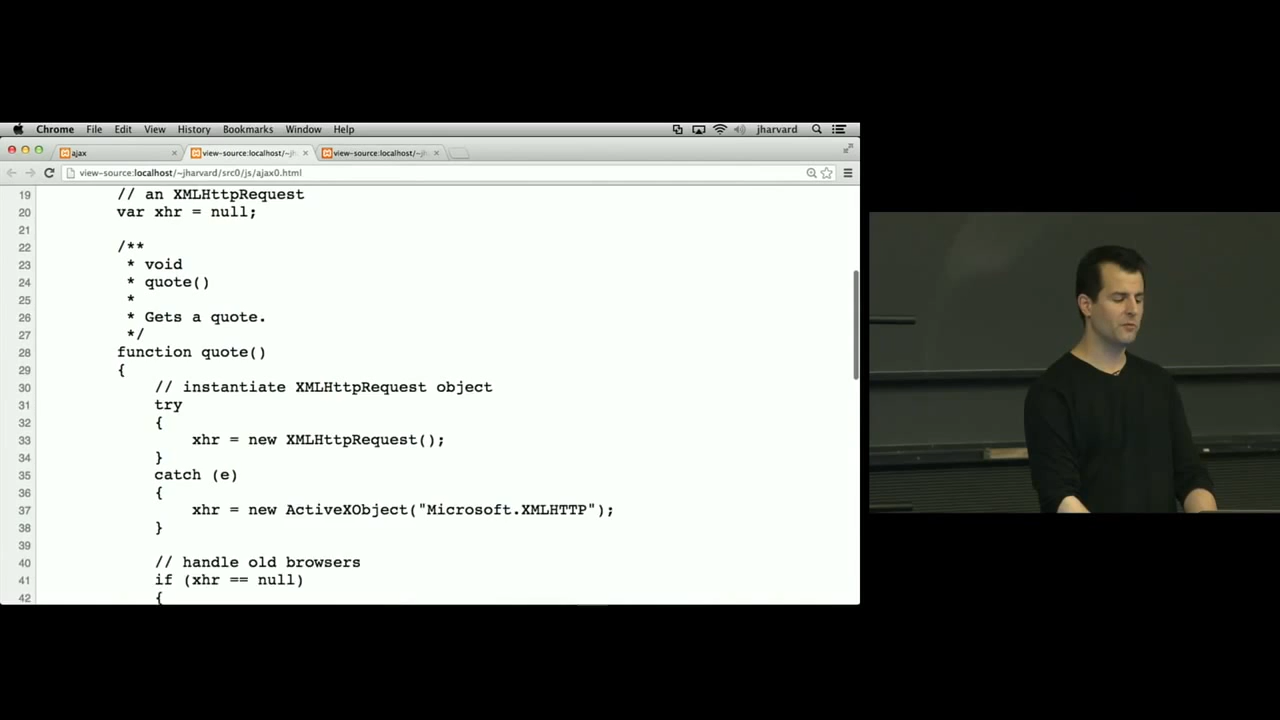 Chrome File Edit View History Bookmarks Window Help jharvard
ajax view-source:localhost/~jh view-source:localhost/~jh
view-source:localhost/~jharvard/src0/js/ajax0.html
19 // an XMLHttpRequest
20 var xhr = null;
21
22 /**
23 * void
24 * quote()
25 *
26 * Gets a quote.
27 */
28 function quote()
29 {
30 // instantiate XMLHttpRequest object
31 try
32 {
33 xhr = new XMLHttpRequest();
34 }
35 catch (e)
36 {
37 xhr = new ActiveXObject("Microsoft.XMLHTTP");
38 }
39
40 // handle old browsers
41 if (xhr == null)
42 {